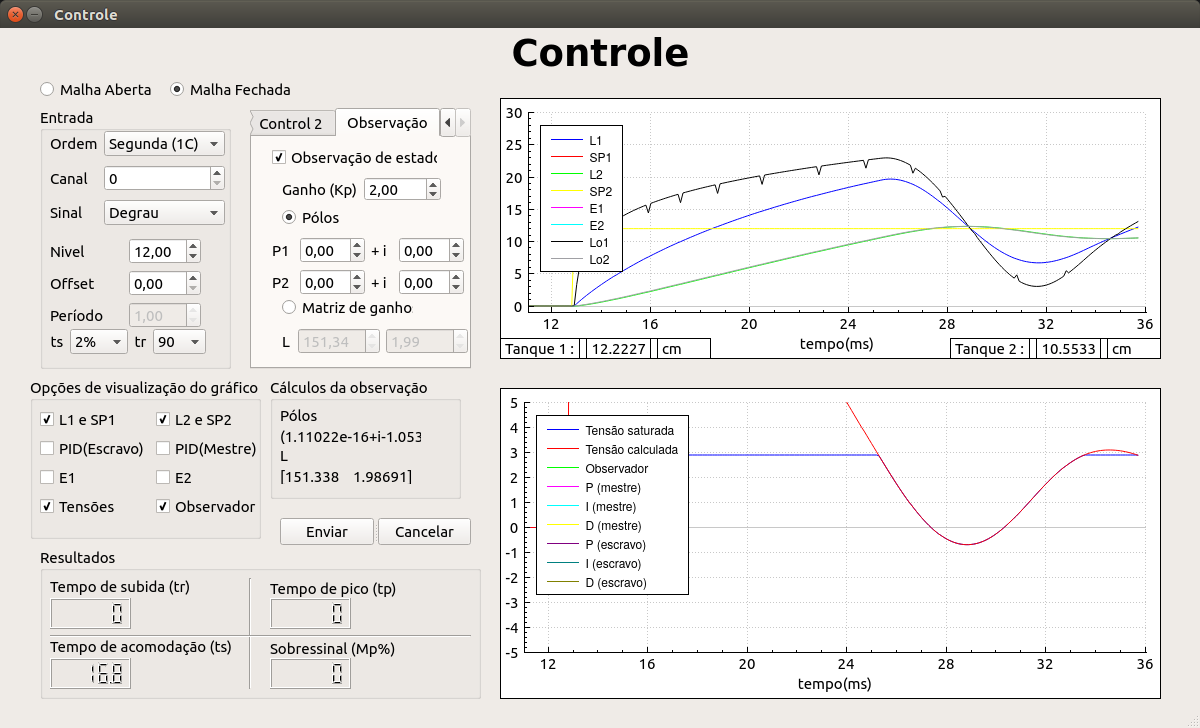 Controle
Controle
Malha Aberta Malha Fechada
Entrada
Ordem Segunda (1C)
Canal 0
Sinal Degrau
Nivel 12,00
Offset 0,00
Período 1,00
ts 2% tr 90
Control 2 Observação
Observação de estado
Ganho (Kp) 2,00
Pólos
P1 0,00 + i 0,00
P2 0,00 + i 0,00
Matriz de ganho
L 151,34 1,99
Opções de visualização do gráfico
L1 e SP1 L2 e SP2
PID(Escravo) PID(Mestre)
E1 E2
Tensões Observador
Cálculos da observação
Pólos
(1.11022e-16+i-1.053
L
[151.338 1.98691]
Enviar Cancelar
Resultados
Tempo de subida (tr) Tempo de pico (tp)
0 0
Tempo de acomodação (ts) Sobressinal (Mp%)
16.8 0
30
25
20
15
10
5
0
L1
SP1
L2
SP2
E1
E2
Lo1
Lo2
12 16 20 24 28 32 36
tempo(ms)
Tanque 1 : 12.2227 cm
Tanque 2 : 10.5533 cm
5
4
3
2
1
0
-1
-2
-3
-4
-5
Tensão saturada
Tensão calculada
Observador
P (mestre)
I (mestre)
D (mestre)
P (escravo)
I (escravo)
D (escravo)
12 16 20 24 28 32 36
tempo(ms)